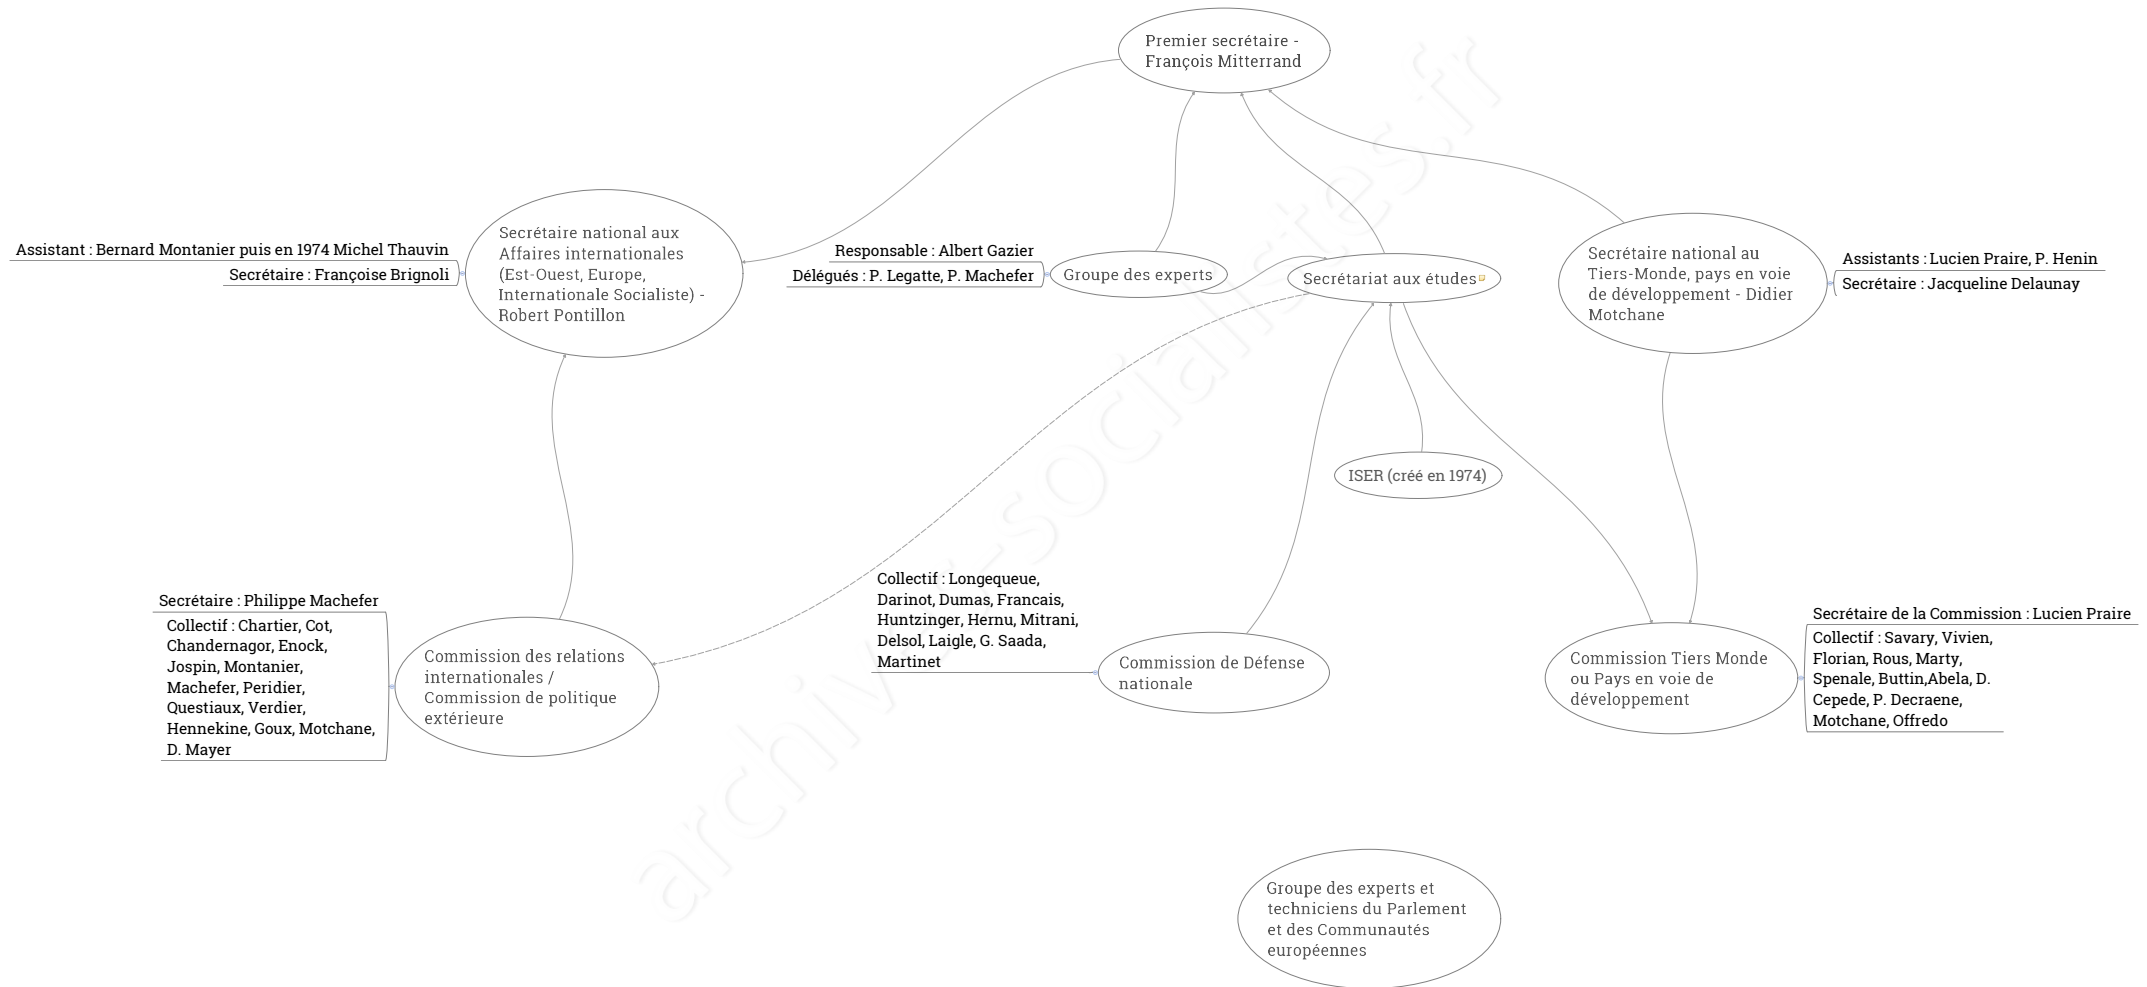 Premier secrétaire -
François Mitterrand
Assistant : Bernard Montanier puis en 1974 Michel Thauvin
Secrétaire : Françoise Brignoli
Secrétaire national aux
Affaires internationales
(Est-Ouest, Europe,
Internationale Socialiste) -
Robert Pontillon
Responsable : Albert Gazier
Délégués : P. Legatte, P. Machefer
Groupe des experts
Secrétariat aux études
Secrétaire national au
Tiers-Monde, pays en voie
de développement - Didier
Motchane
Assistants : Lucien Praire, P. Henin
Secrétaire : Jacqueline Delaunay
ISER (créé en 1974)
Secrétaire : Philippe Machefer
Collectif : Chartier, Cot,
Chandernagor, Enock,
Jospin, Montanier,
Machefer, Peridier,
Questiaux, Verdier,
Hennekine, Goux, Motchane,
D. Mayer
Commission des relations
internationales /
Commission de politique
extérieure
Collectif : Longequeue,
Darinot, Dumas, Francais,
Huntzinger, Hernu, Mitrani,
Delsol, Laigle, G. Saada,
Martinet
Commission de Défense
nationale
Commission Tiers Monde
ou Pays en voie de
développement
Secrétaire de la Commission : Lucien Praire
Collectif : Savary, Vivien,
Florian, Rous, Marty,
Spenale, Buttin,Abela, D.
Cepede, P. Decraene,
Motchane, Offredo
Groupe des experts et
techniciens du Parlement
et des Communautés
européennes
archives-socialistes.fr